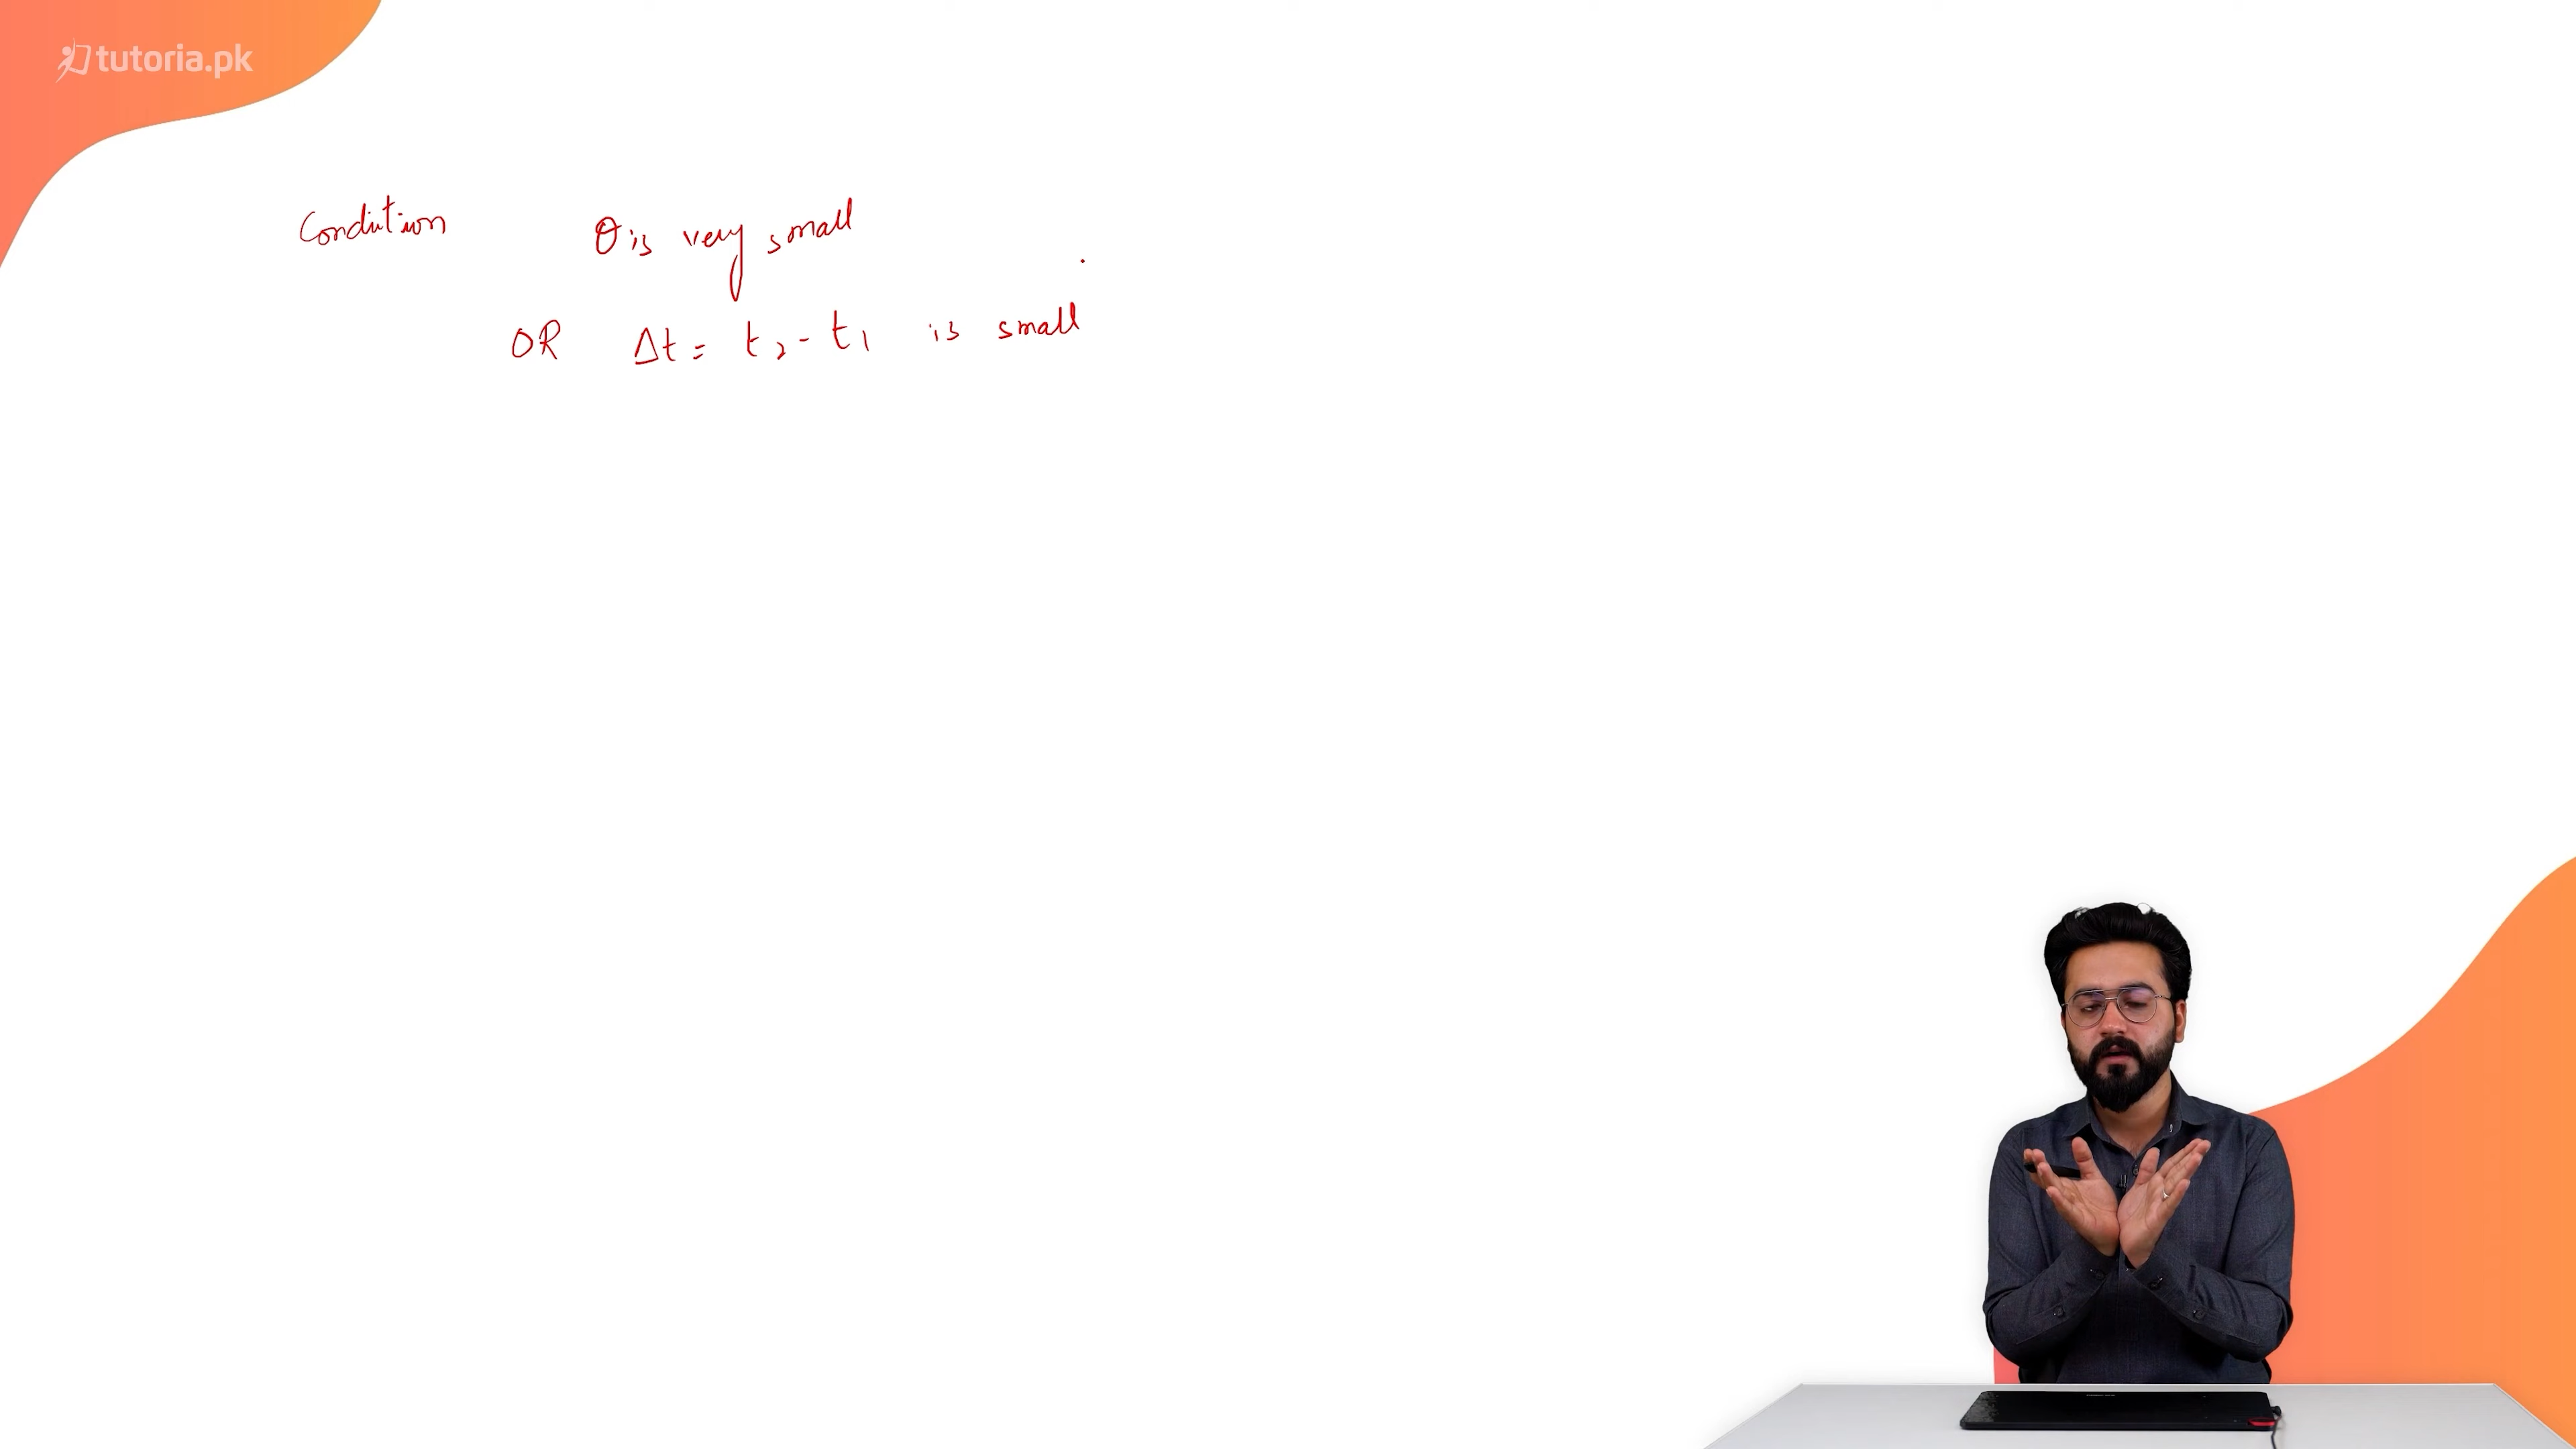 tutoria.pk
Condition θ is very small
OR Δt = t₂ - t₁ is small